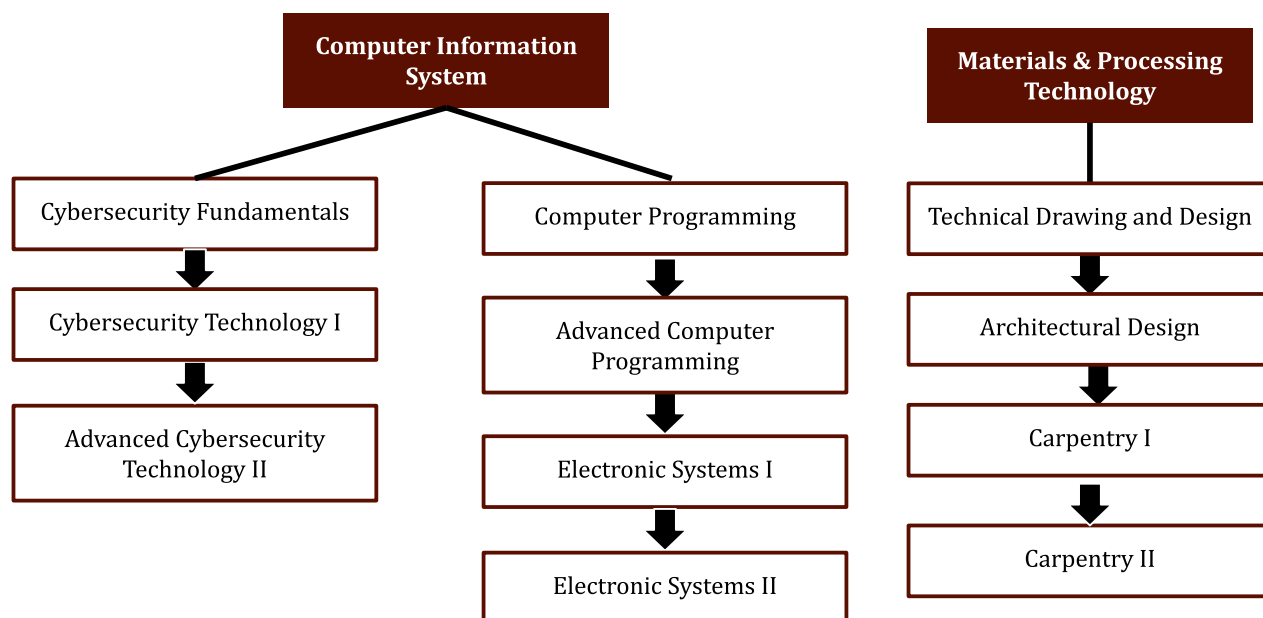 Computer Information
System
Cybersecurity Fundamentals
Cybersecurity Technology I
Advanced Cybersecurity
Technology II
Computer Programming
Advanced Computer
Programming
Electronic Systems I
Electronic Systems II
Materials & Processing
Technology
Technical Drawing and Design
Architectural Design
Carpentry I
Carpentry II